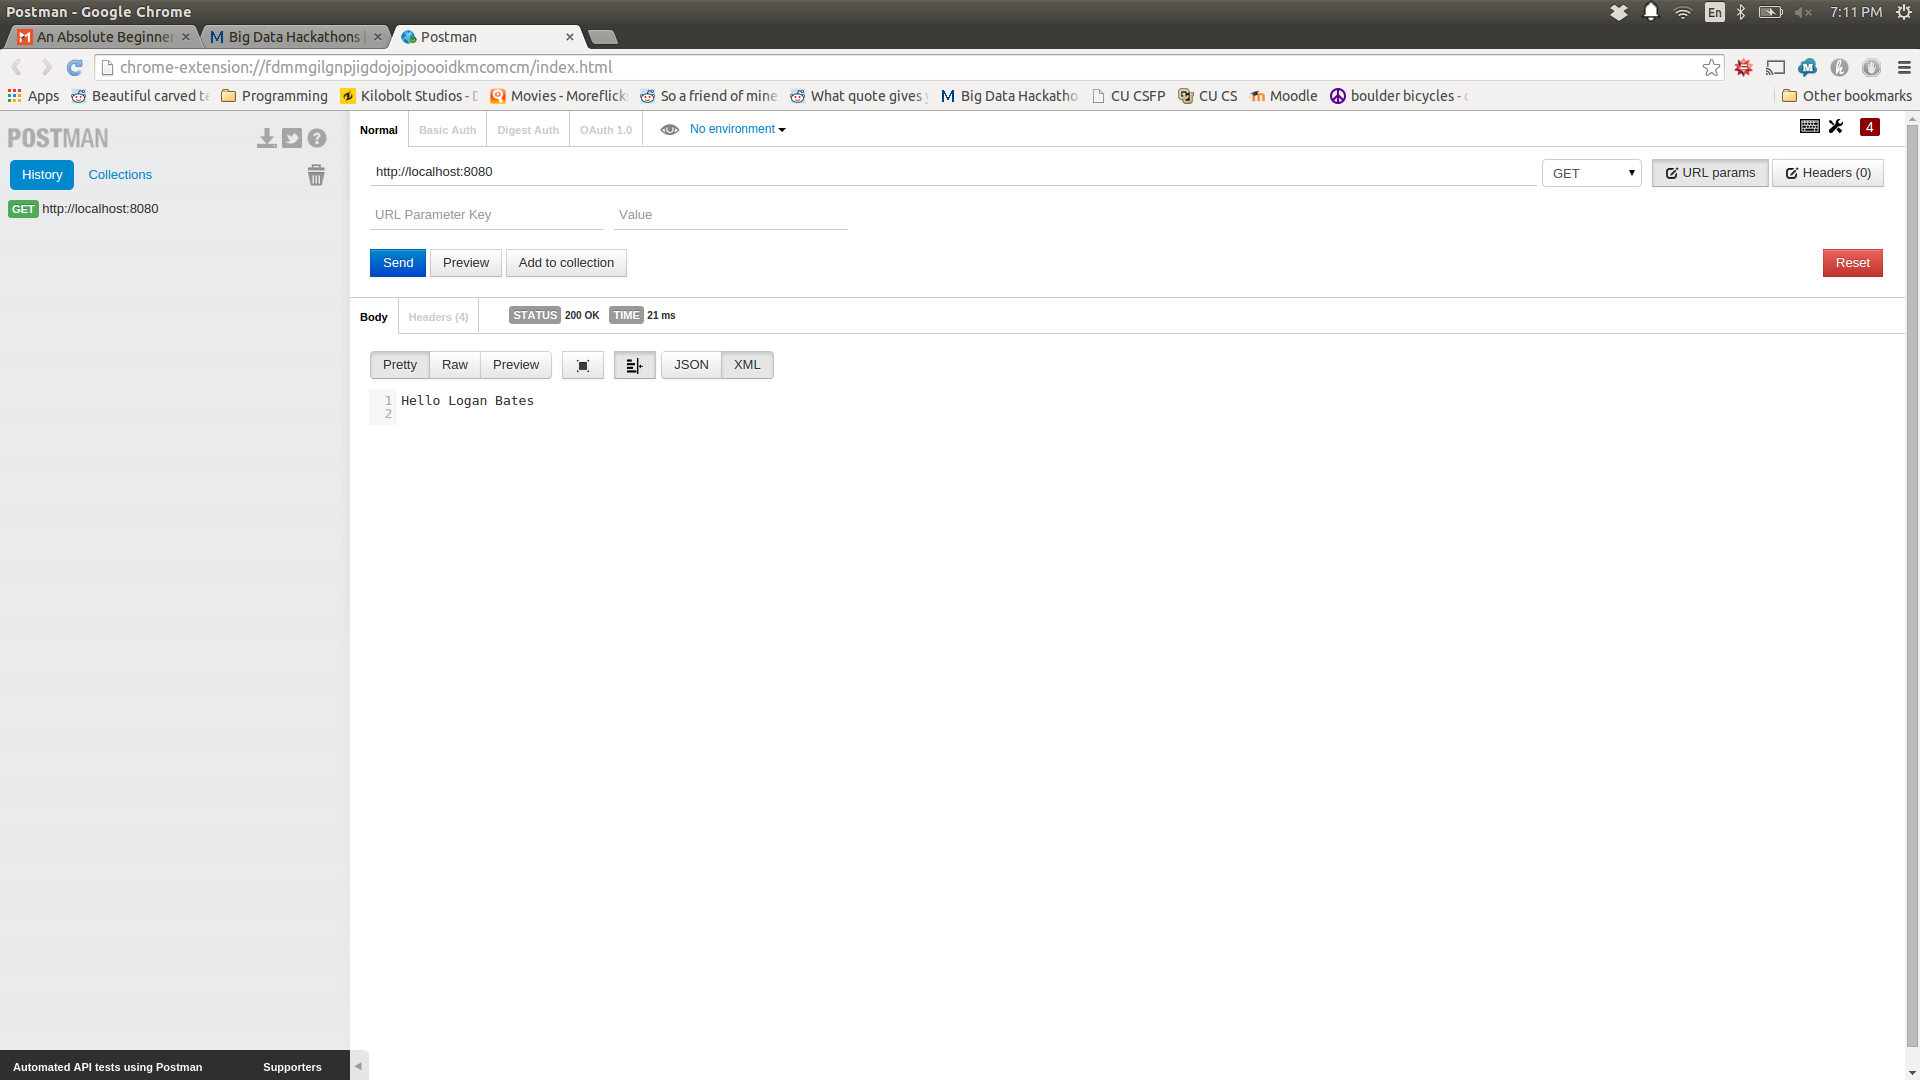 Postman - Google Chrome
En
7:11 PM
An Absolute Beginner
Big Data Hackathons |
Postman
chrome-extension://fdmmgilgnpjigdojojpjoooidkmcomcm/index.html
Apps
Beautiful carved te
Programming
Kilobolt Studios - D
Movies - Moreflick
So a friend of mine
What quote gives y
Big Data Hackatho
CU CSFP
CU CS
Moodle
boulder bicycles - c
Other bookmarks
POSTMAN
History
Collections
GET http://localhost:8080
Normal
Basic Auth
Digest Auth
OAuth 1.0
No environment
4
http://localhost:8080
GET
URL params
Headers (0)
URL Parameter Key
Value
Send
Preview
Add to collection
Reset
Body
Headers (4)
STATUS 200 OK TIME 21 ms
Pretty
Raw
Preview
JSON
XML
1 Hello Logan Bates
2
Automated API tests using Postman
Supporters